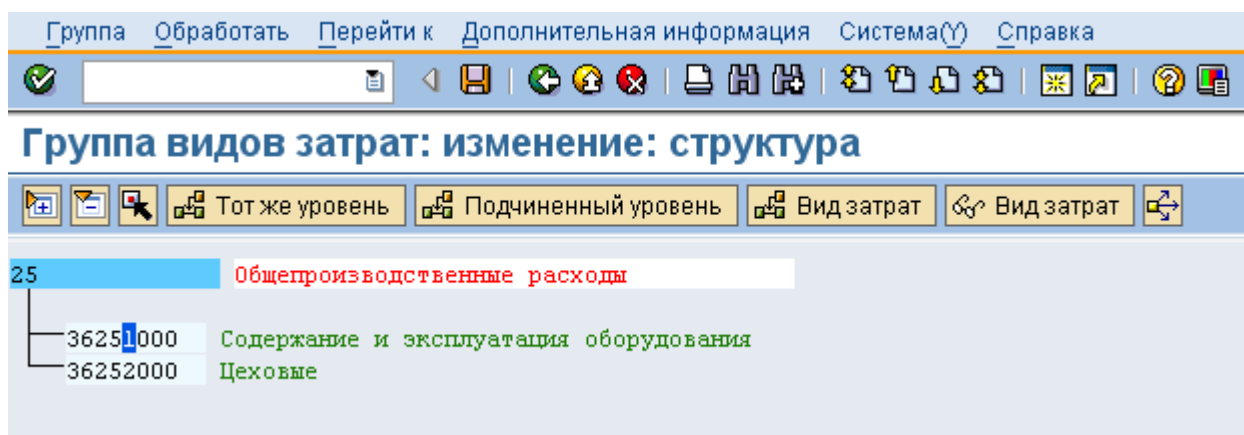 Группа Обработать Перейти к Дополнительная информация Система(Y) Справка
Группа видов затрат: изменение: структура
Тот же уровень Подчиненный уровень Вид затрат Вид затрат
25 Общепроизводственные расходы
36251000 Содержание и эксплуатация оборудования
36252000 Цеховые